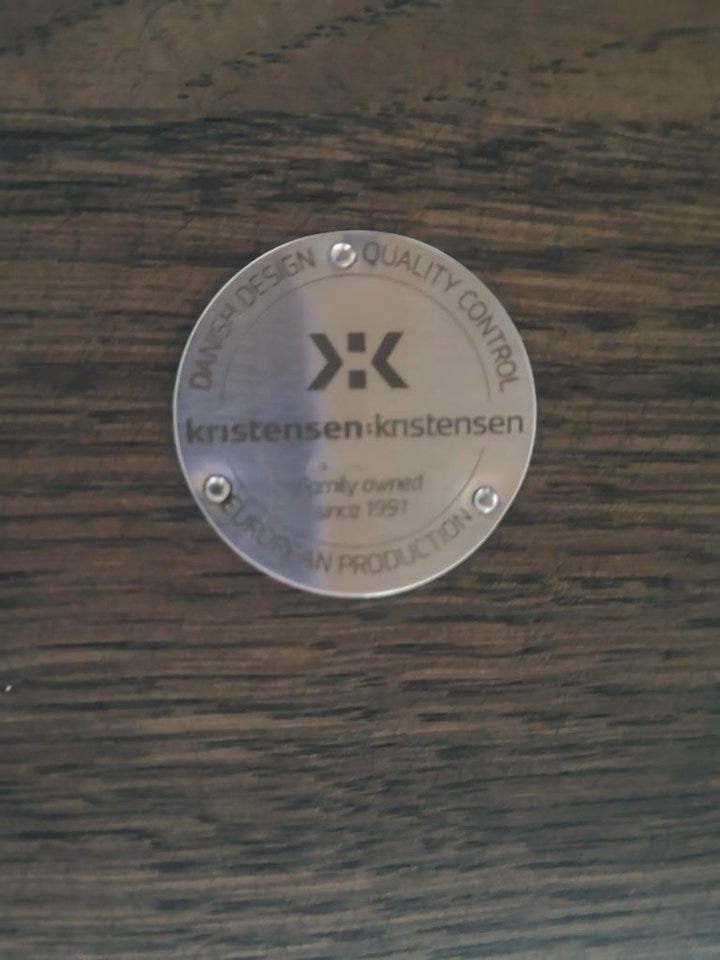 DANISH DESIGN
QUALITY CONTROL
kristensen:kristensen
Family owned
since 1991
EUROPEAN PRODUCTION